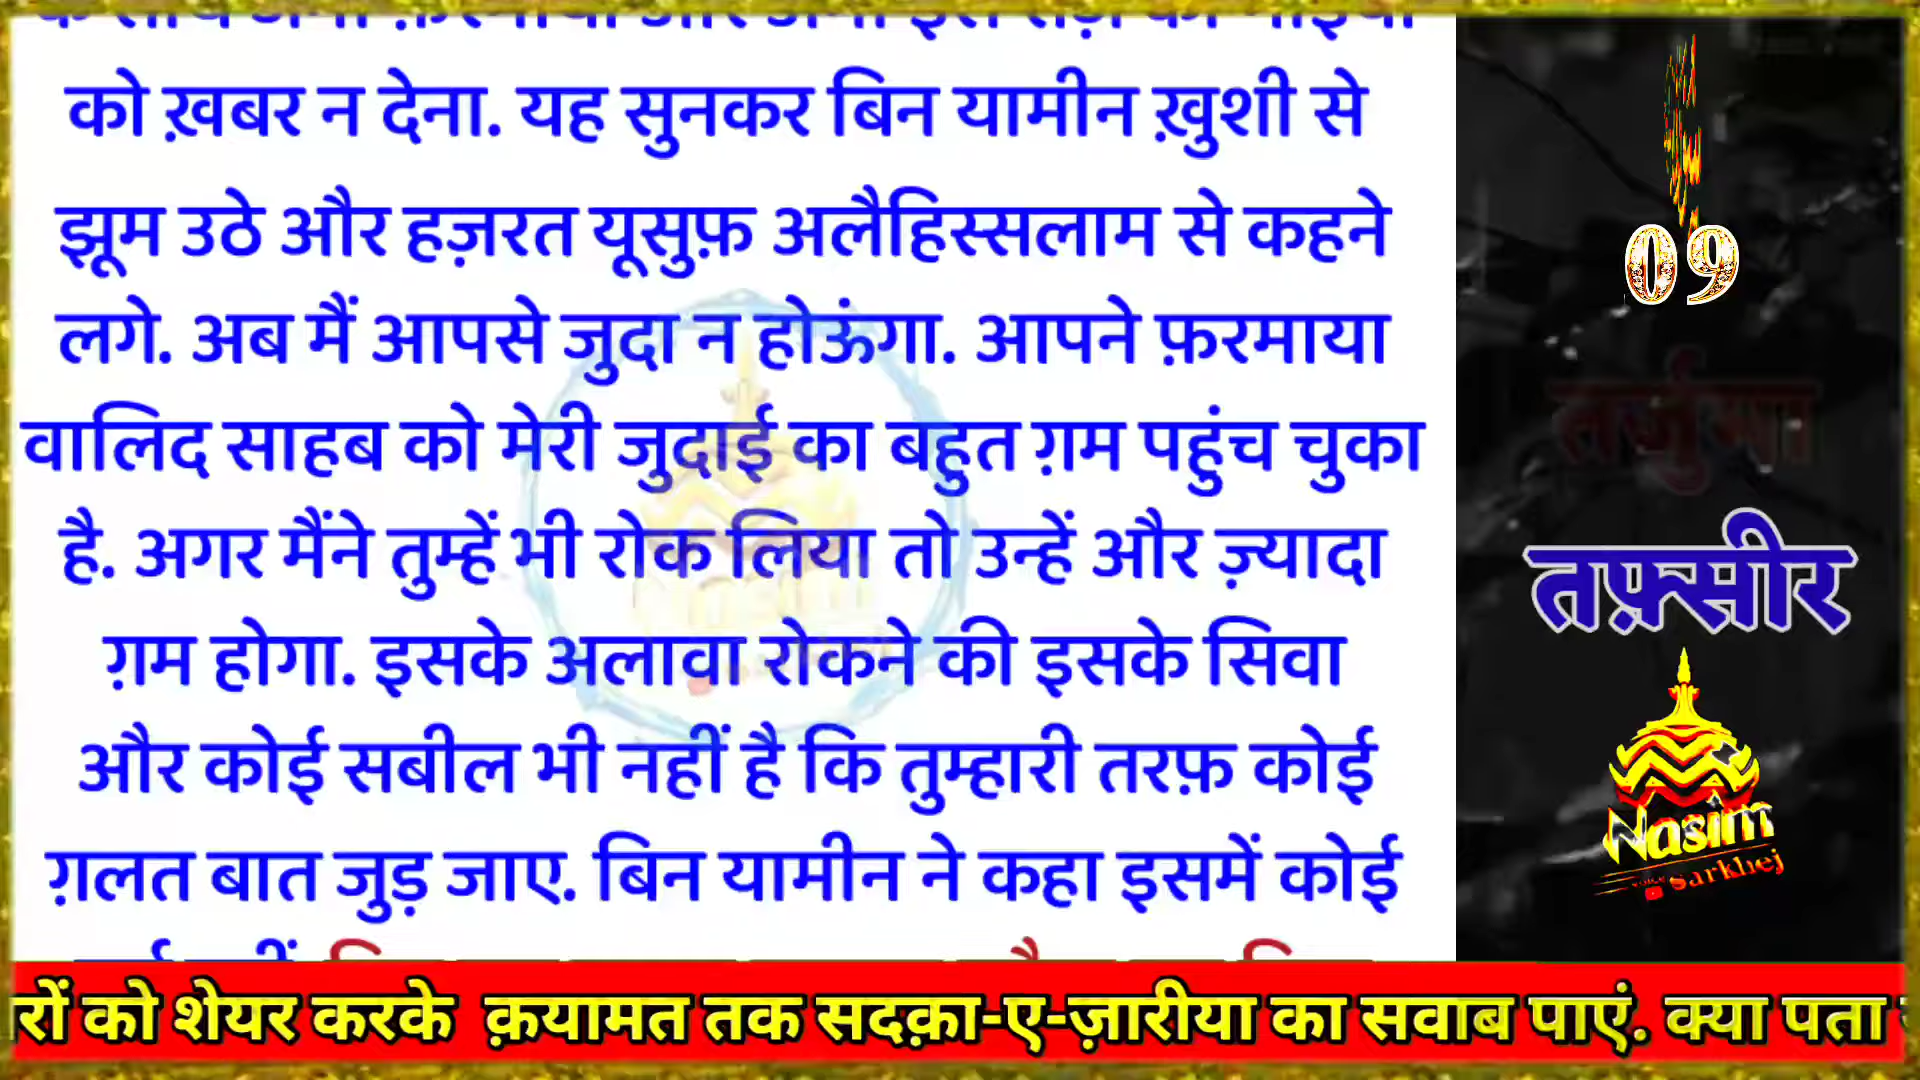 को ख़बर न देना. यह सुनकर बिन यामीन ख़ुशी से
झूम उठे और हज़रत यूसुफ़ अलैहिस्सलाम से कहने
लगे. अब मैं आपसे जुदा न होऊंगा. आपने फ़रमाया
वालिद साहब को मेरी जुदाई का बहुत ग़म पहुंच चुका
है. अगर मैंने तुम्हें भी रोक लिया तो उन्हें और ज़्यादा
ग़म होगा. इसके अलावा रोकने की इसके सिवा
और कोई सबील भी नहीं है कि तुम्हारी तरफ़ कोई
ग़लत बात जुड़ जाए. बिन यामीन ने कहा इसमें कोई
09
तफ़्सीर
Nasim
Sarkhej
रों को शेयर करके क़यामत तक सदक़ा-ए-ज़ारीया का सवाब पाएं. क्या पता